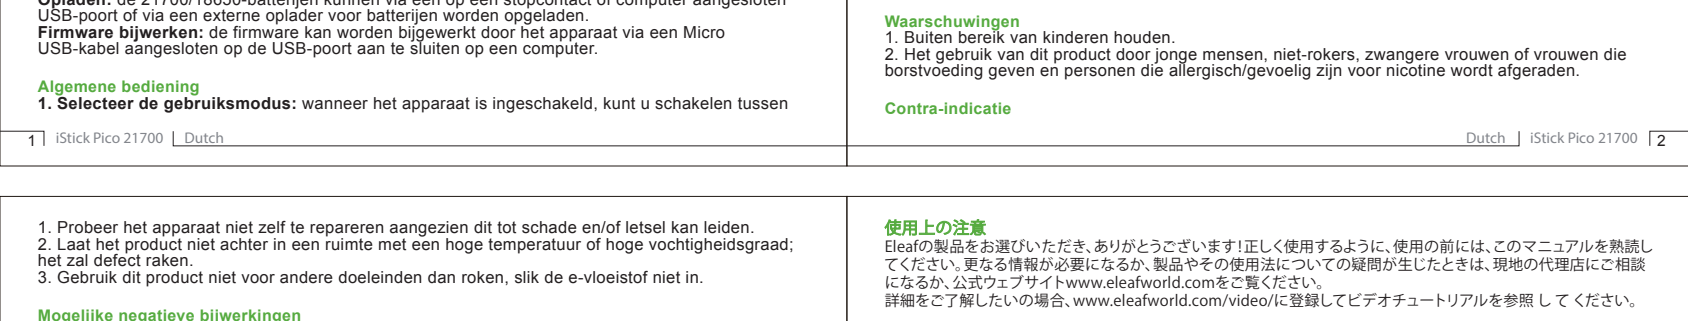 Opladen: de 21700/18650-batterijen kunnen via een op een stopcontact of computer aangesloten
USB-poort of via een externe oplader voor batterijen worden opgeladen.
Firmware bijwerken: de firmware kan worden bijgewerkt door het apparaat via een Micro
USB-kabel aangesloten op de USB-poort aan te sluiten op een computer.
Algemene bediening
1. Selecteer de gebruiksmodus: wanneer het apparaat is ingeschakeld, kunt u schakelen tussen
1 iStick Pico 21700 | Dutch
Waarschuwingen
1. Buiten bereik van kinderen houden.
2. Het gebruik van dit product door jonge mensen, niet-rokers, zwangere vrouwen of vrouwen die
borstvoeding geven en personen die allergisch/gevoelig zijn voor nicotine wordt afgeraden.
Contra-indicatie
Dutch | iStick Pico 21700 2
1. Probeer het apparaat niet zelf te repareren aangezien dit tot schade en/of letsel kan leiden.
2. Laat het product niet achter in een ruimte met een hoge temperatuur of hoge vochtigheidsgraad;
het zal defect raken.
3. Gebruik dit product niet voor andere doeleinden dan roken, slik de e-vloeistof niet in.
Mogelijke negatieve bijwerkingen
使用上の注意
Eleafの製品をお選びいただき、ありがとうございます！正しく使用するように、使用の前には、このマニュアルを熟読し
てください。更なる情報が必要になるか、製品やその使用法についての疑問が生じたときは、現地の代理店にご相談
になるか、公式ウェブサイトwww.eleafworld.comをご覧ください。
詳細をご了解したいの場合、www.eleafworld.com/video/に登録してビデオチュートリアルを参照 し て ください。